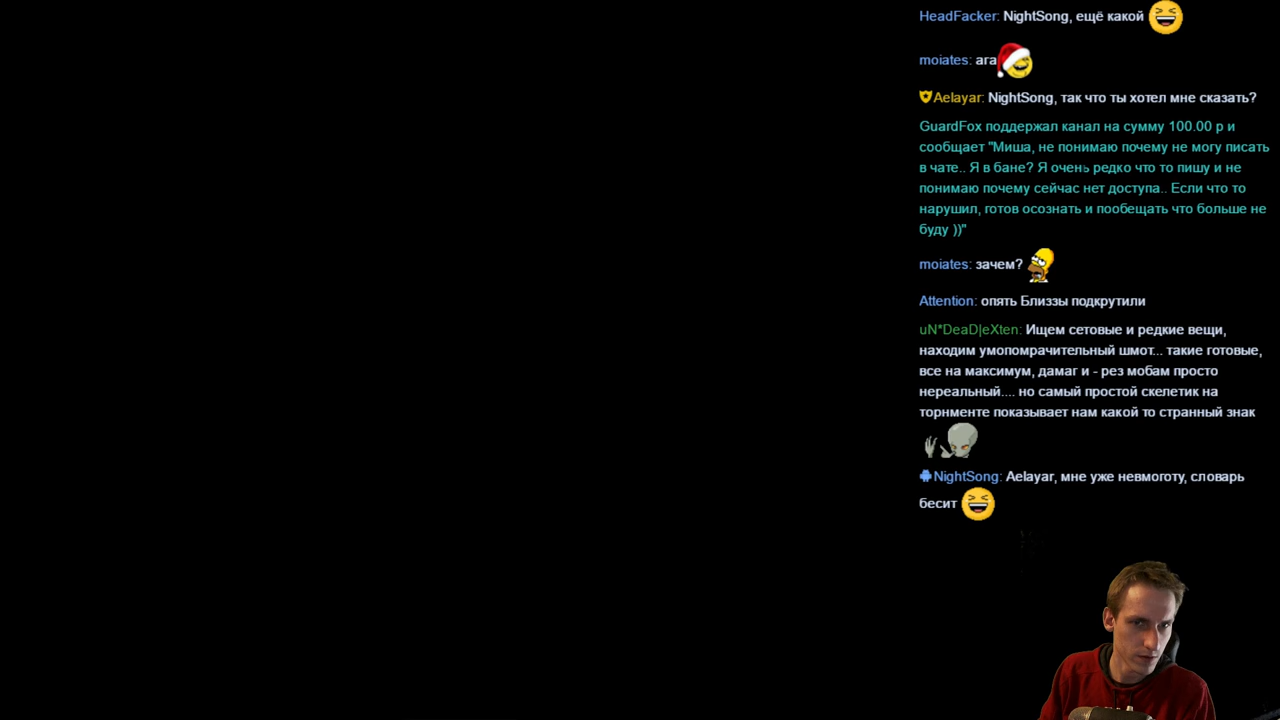 HeadFacker: NightSong, ещё какой
moiates: ага
Aelayar: NightSong, так что ты хотел мне сказать?
GuardFox поддержал канал на сумму 100.00 р и
сообщает "Миша, не понимаю почему не могу писать
в чате.. Я в бане? Я очень редко что то пишу и не
понимаю почему сейчас нет доступа.. Если что то
нарушил, готов осознать и пообещать что больше не
буду ))"
moiates: зачем?
Attention: опять Близзы подкрутили
uN*DeaD|eXten: Ищем сетовые и редкие вещи,
находим умопомрачительный шмот... такие готовые,
все на максимум, дамаг и - рез мобам просто
нереальный.... но самый простой скелетик на
торнменте показывает нам какой то странный знак
NightSong: Aelayar, мне уже невмоготу, словарь
бесит